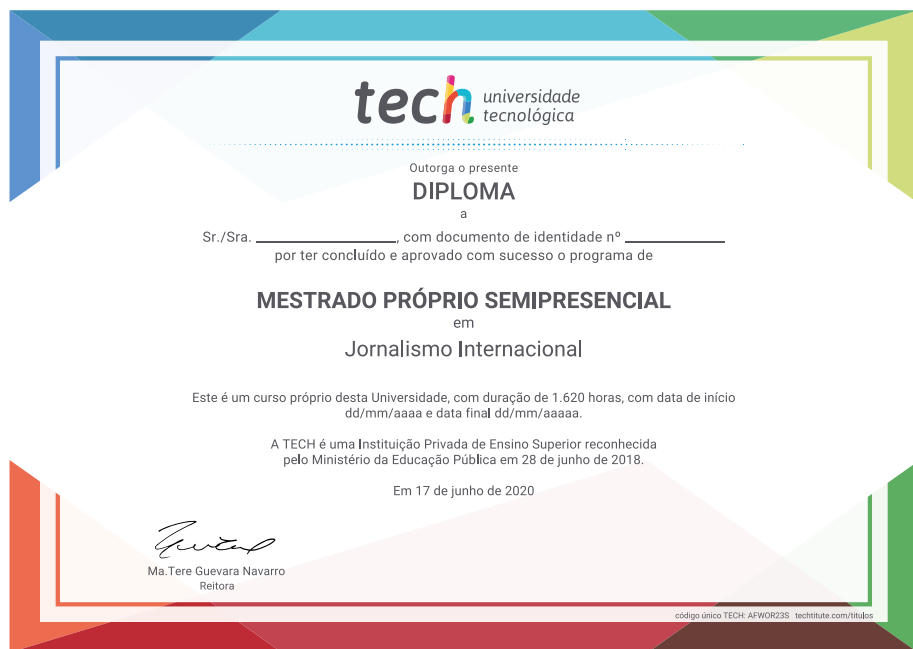 tech universidade
tecnológica
Outorga o presente
DIPLOMA
a
Sr./Sra. ____________________, com documento de identidade nº ______________
por ter concluído e aprovado com sucesso o programa de
MESTRADO PRÓPRIO SEMIPRESENCIAL
em
Jornalismo Internacional
Este é um curso próprio desta Universidade, com duração de 1.620 horas, com data de início
dd/mm/aaaa e data final dd/mm/aaaaa.
A TECH é uma Instituição Privada de Ensino Superior reconhecida
pelo Ministério da Educação Pública em 28 de junho de 2018.
Em 17 de junho de 2020
Ma.Tere Guevara Navarro
Reitora
código único TECH: AFWOR23S techtitute.com/titulos